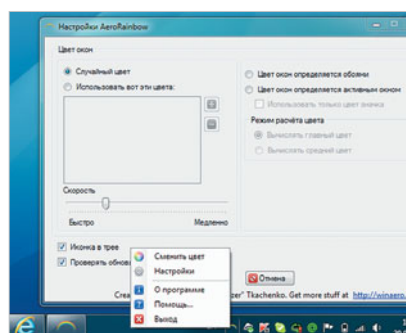 Настройки AeroRainbow
Цвет окон
Случайный цвет
Использовать вот эти цвета:
Цвет окон определяется обоями
Цвет окон определяется активным окном
Использовать только цвет значка
Режим расчёта цвета
Вычислять главный цвет
Вычислять средний цвет
Скорость
Быстро
Медленно
Иконка в трее
Проверять
Сменить цвет
Настройки
О программе
Помощь...
Выход
Отмена
Tkachenko. Get more stuff at http://winaero.